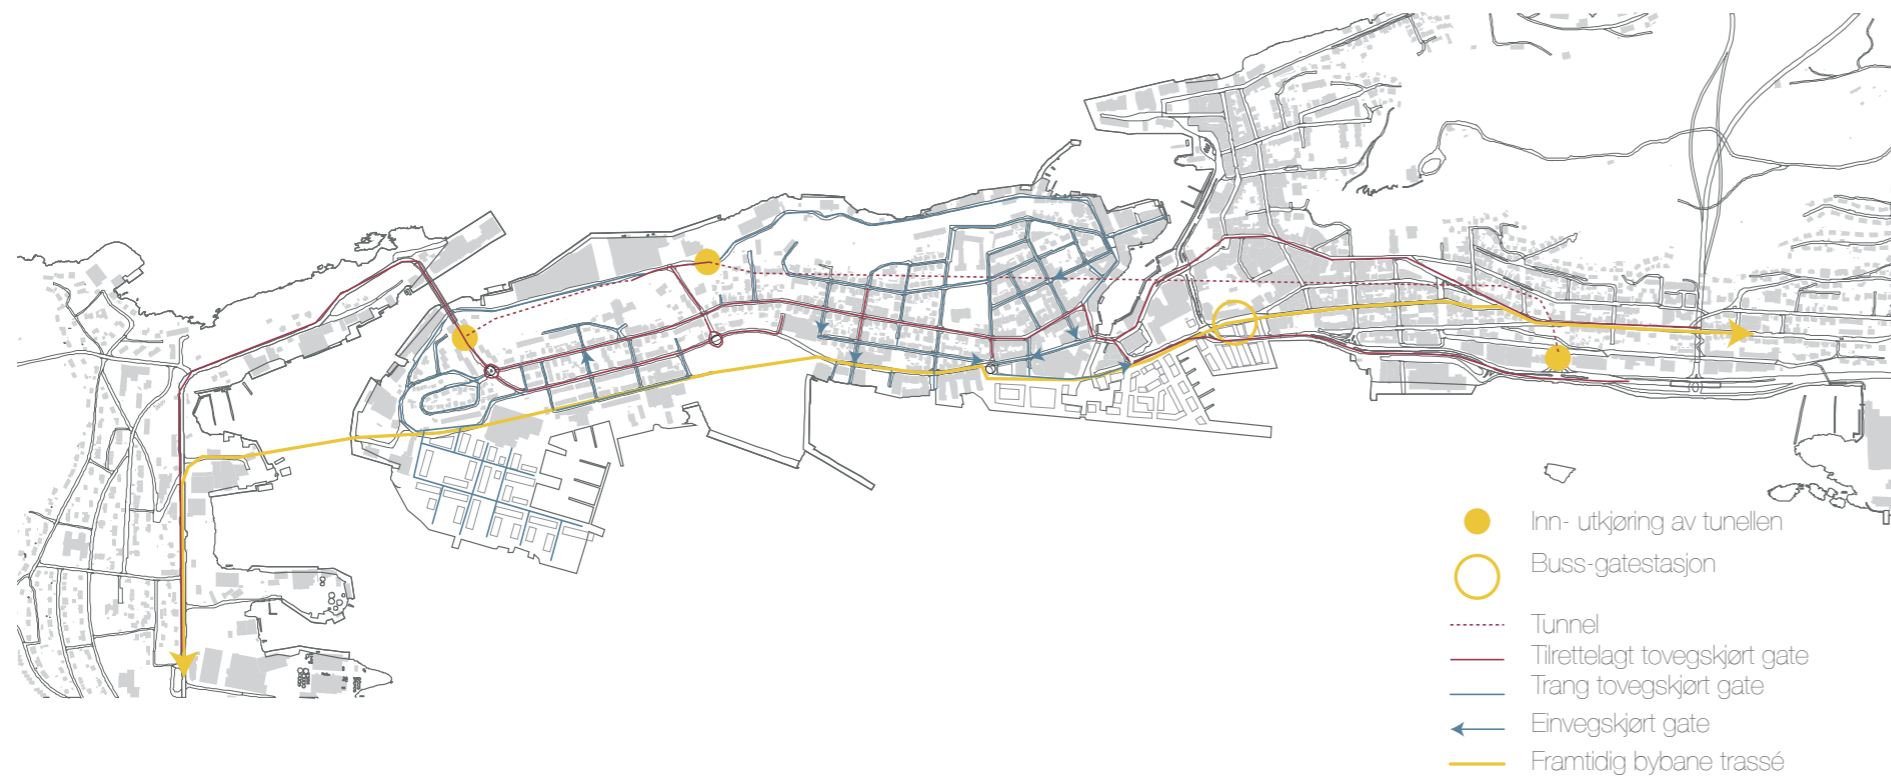 Inn- utkjøring av tunellen
Buss-gatestasjon
Tunnel
Tilrettelagt tovegskjørt gate
Trang tovegskjørt gate
Einvegskjørt gate
Framtidig bybane trassé